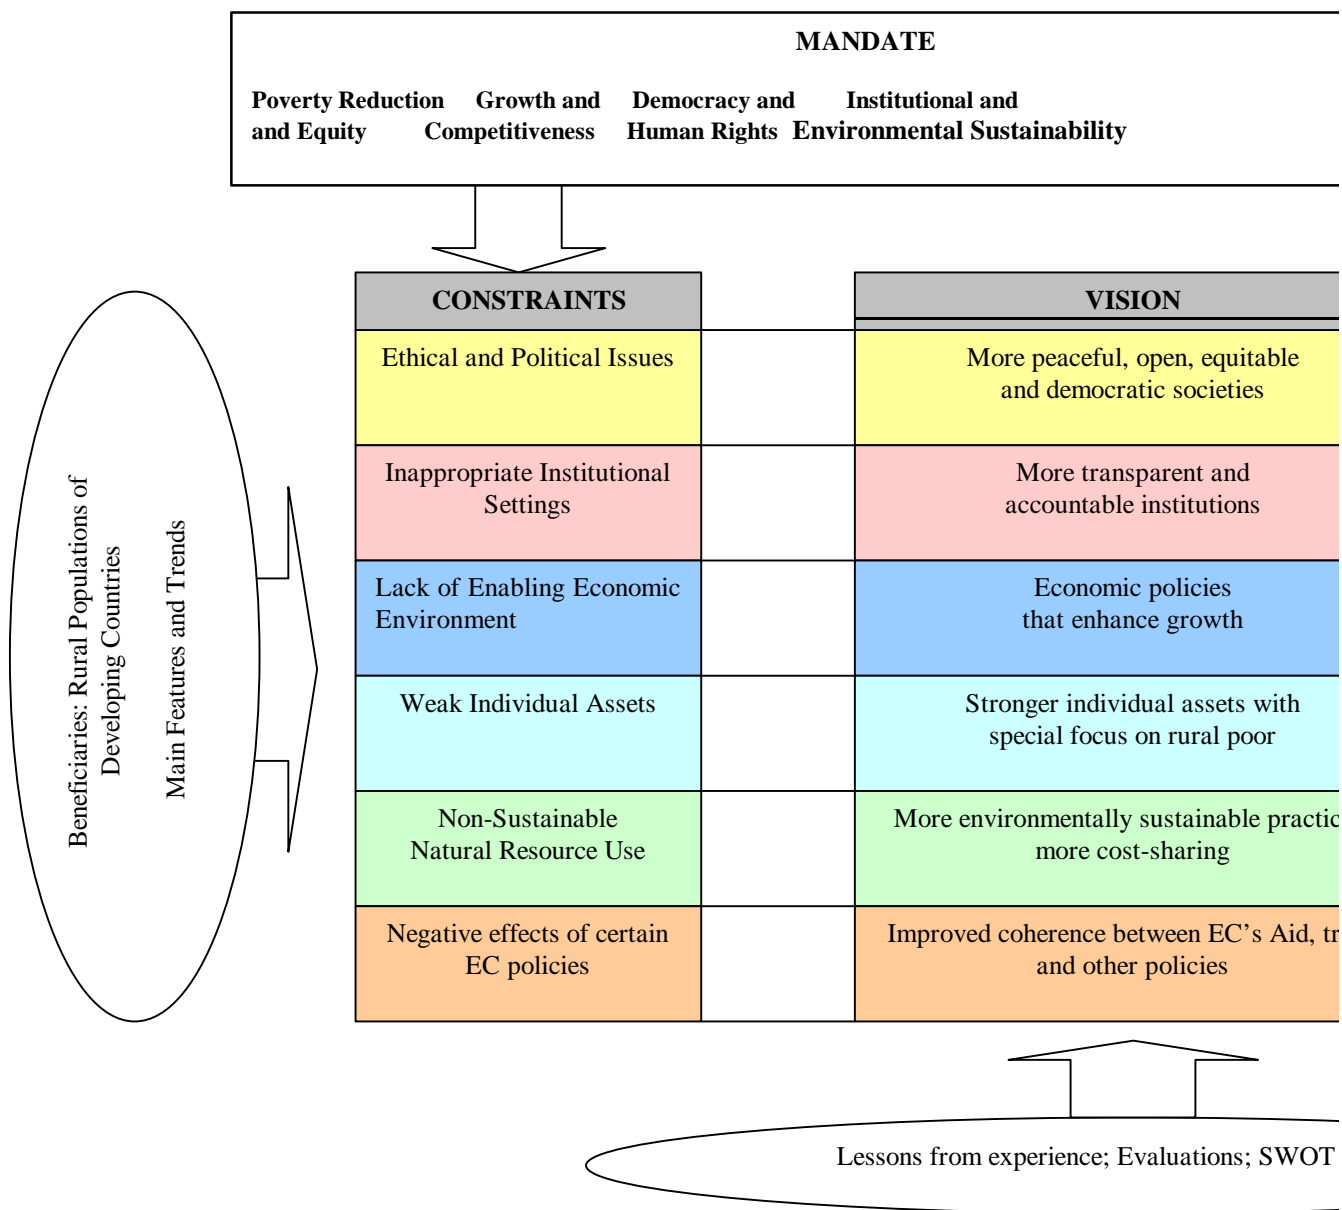 MANDATE
Poverty Reduction Growth and Democracy and Institutional and
and Equity Competitiveness Human Rights Environmental Sustainability
CONSTRAINTS
VISION
Ethical and Political Issues
More peaceful, open, equitable
and democratic societies
Inappropriate Institutional
Settings
More transparent and
accountable institutions
Lack of Enabling Economic
Environment
Economic policies
that enhance growth
Weak Individual Assets
Stronger individual assets with
special focus on rural poor
Non-Sustainable
Natural Resource Use
More environmentally sustainable practic
more cost-sharing
Negative effects of certain
EC policies
Improved coherence between EC’s Aid, tr
and other policies
Beneficiaries: Rural Populations of
Developing Countries
Main Features and Trends
Lessons from experience; Evaluations; SWOT